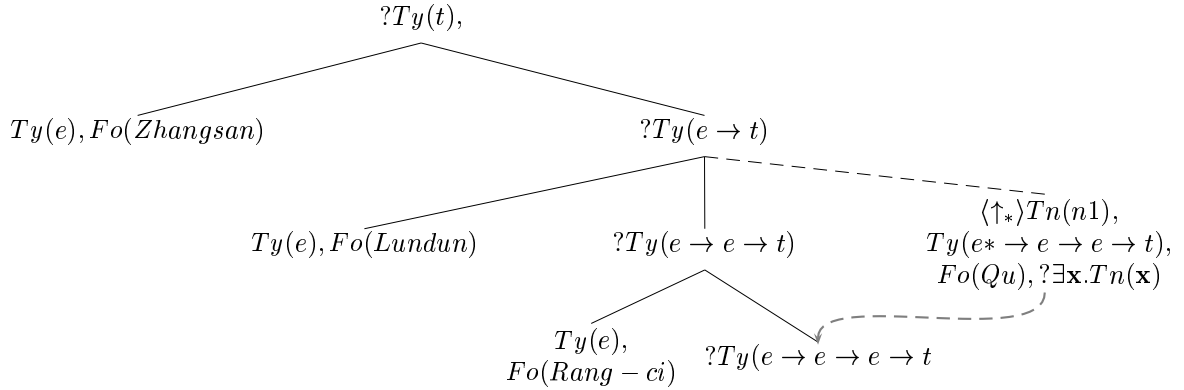 ?Ty(t),
Ty(e), Fo(Zhangsan)
?Ty(e → t)
⟨↑*⟩Tn(n1),
Ty(e), Fo(Lundun)
?Ty(e → e → t)
Ty(e* → e → e → t),
Fo(Qu), ?∃x.Tn(x)
Ty(e),
Fo(Rang − ci)
?Ty(e → e → e → t